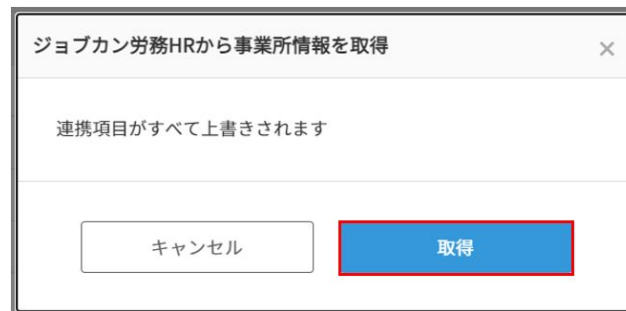 ジョブカン労務HRから事業所情報を取得
×
連携項目がすべて上書きされます
キャンセル
取得